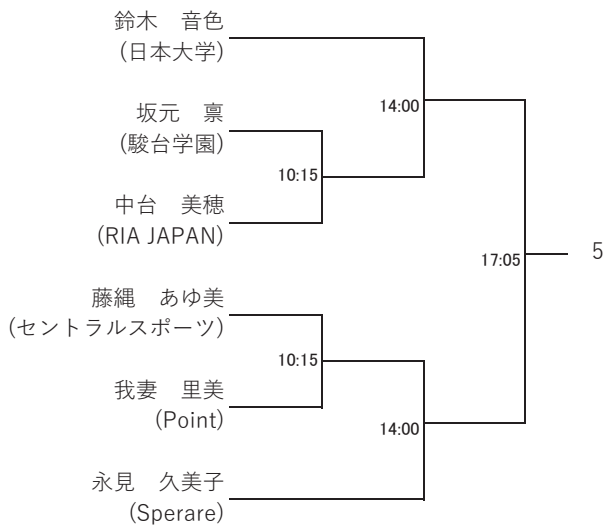 鈴木　音色
(日本大学)
14:00
坂元　禀
(駿台学園)
10:15
中台　美穂
(RIA JAPAN)
17:05
5
藤縄　あゆ美
(セントラルスポーツ)
10:15
我妻　里美
(Point)
14:00
永見　久美子
(Sperare)